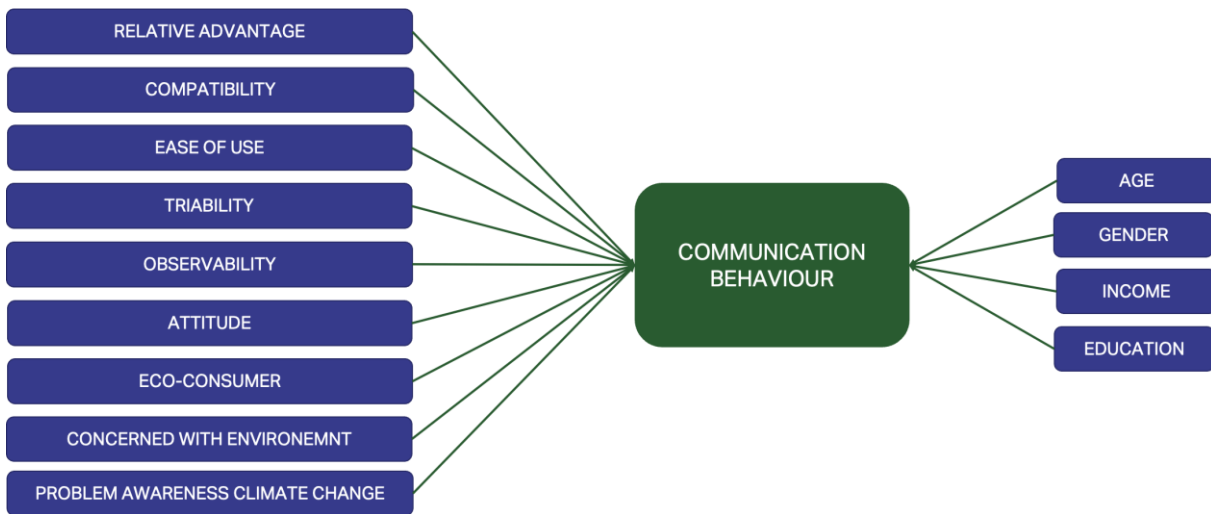 RELATIVE ADVANTAGE
COMPATIBILITY
EASE OF USE
TRIABILITY
OBSERVABILITY
ATTITUDE
ECO-CONSUMER
CONCERNED WITH ENVIRONEMNT
PROBLEM AWARENESS CLIMATE CHANGE
COMMUNICATION
BEHAVIOUR
AGE
GENDER
INCOME
EDUCATION